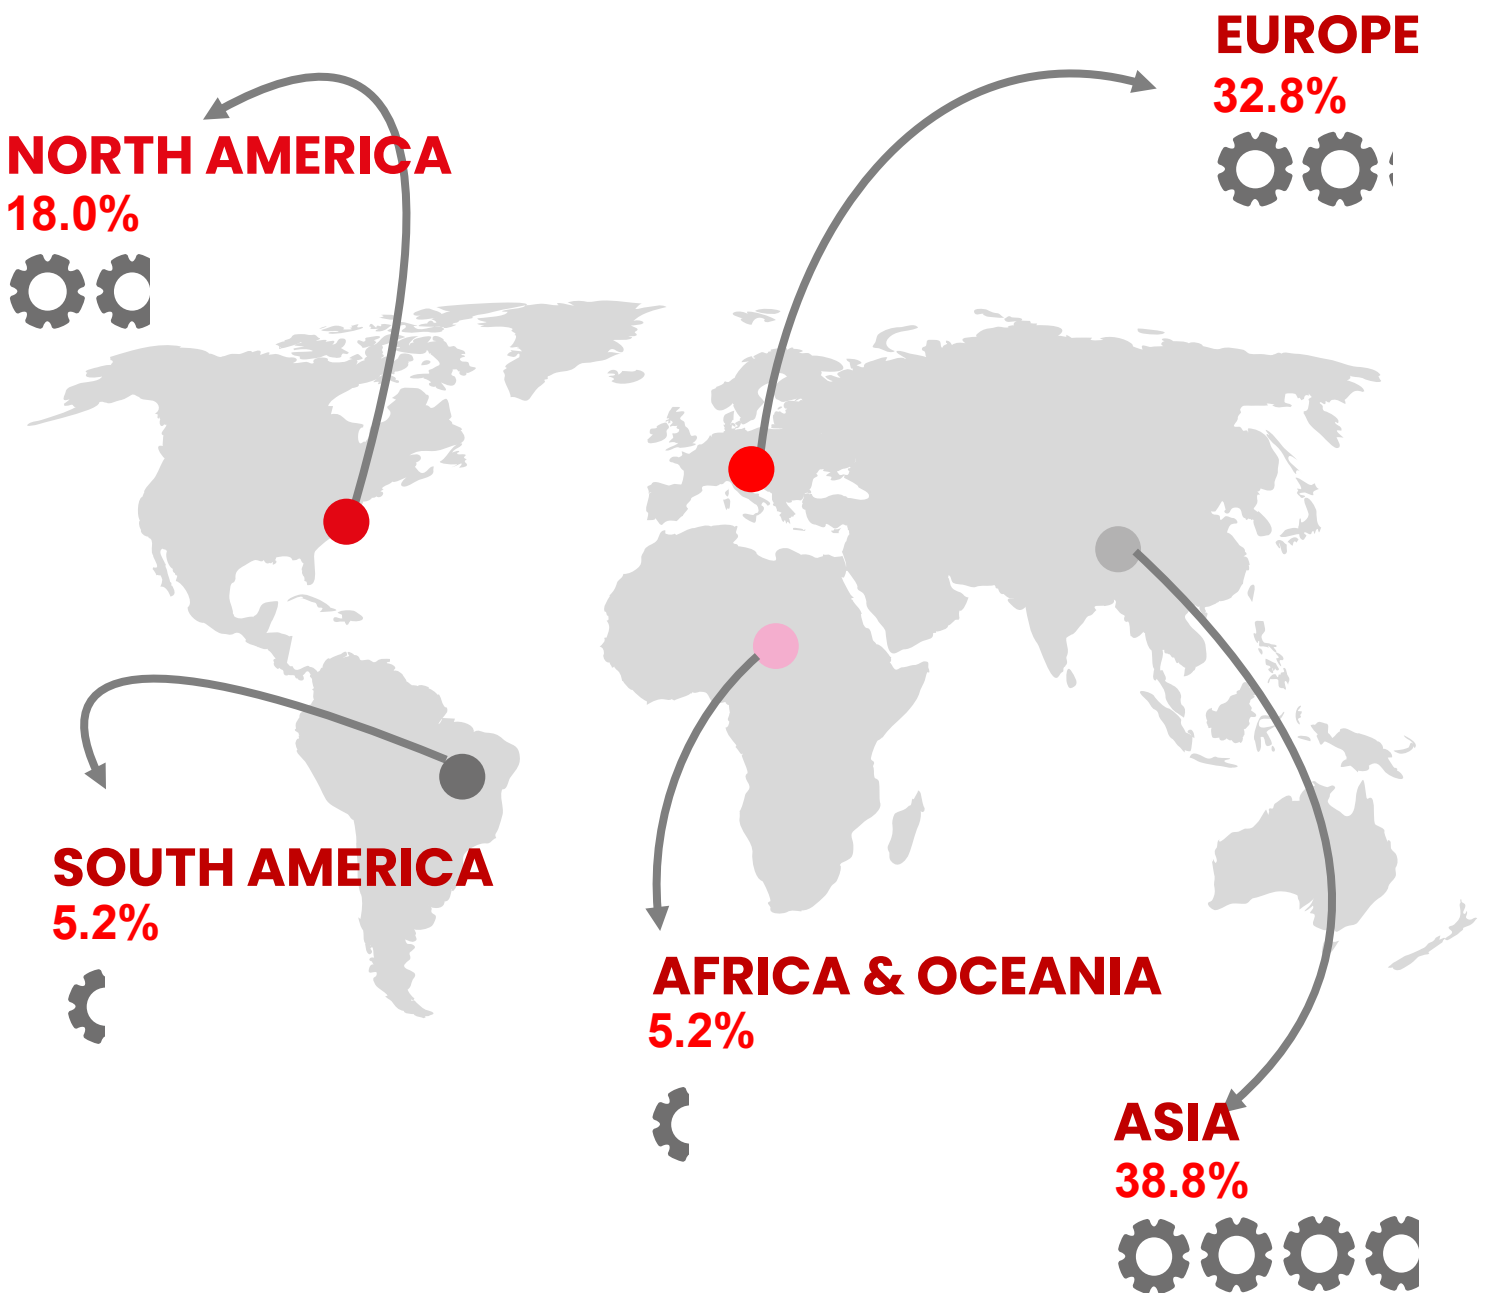 EUROPE
32.8%
NORTH AMERICA
18.0%
SOUTH AMERICA
5.2%
AFRICA & OCEANIA
5.2%
ASIA
38.8%